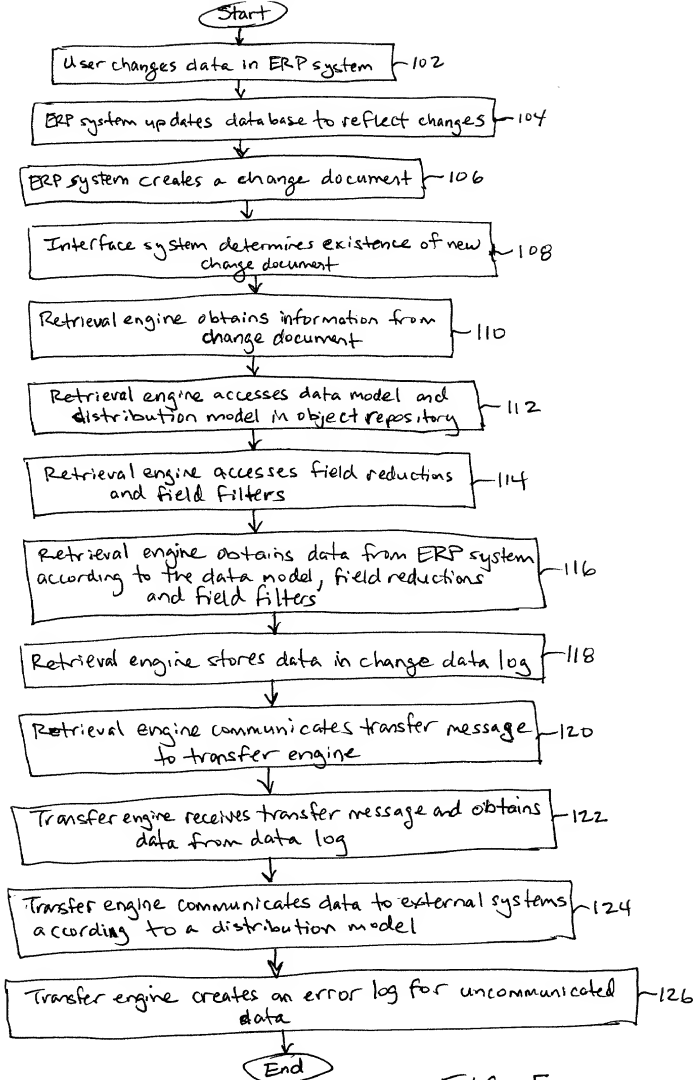 Start
User changes data in ERP system
102
ERP system updates database to reflect changes
104
ERP system creates a change document
106
Interface system determines existence of new
change document
108
Retrieval engine obtains information from
change document
110
Retrieval engine accesses data model and
distribution model in object repository
112
Retrieval engine accesses field reductions
and field filters
114
Retrieval engine obtains data from ERP system
according to the data model, field reductions
and field filters
116
Retrieval engine stores data in change data log
118
Retrieval engine communicates transfer message
to transfer engine
120
Transfer engine receives transfer message and obtains
data from data log
122
Transfer engine communicates data to external systems
according to a distribution model
124
Transfer engine creates an error log for uncommunicated
data
126
End